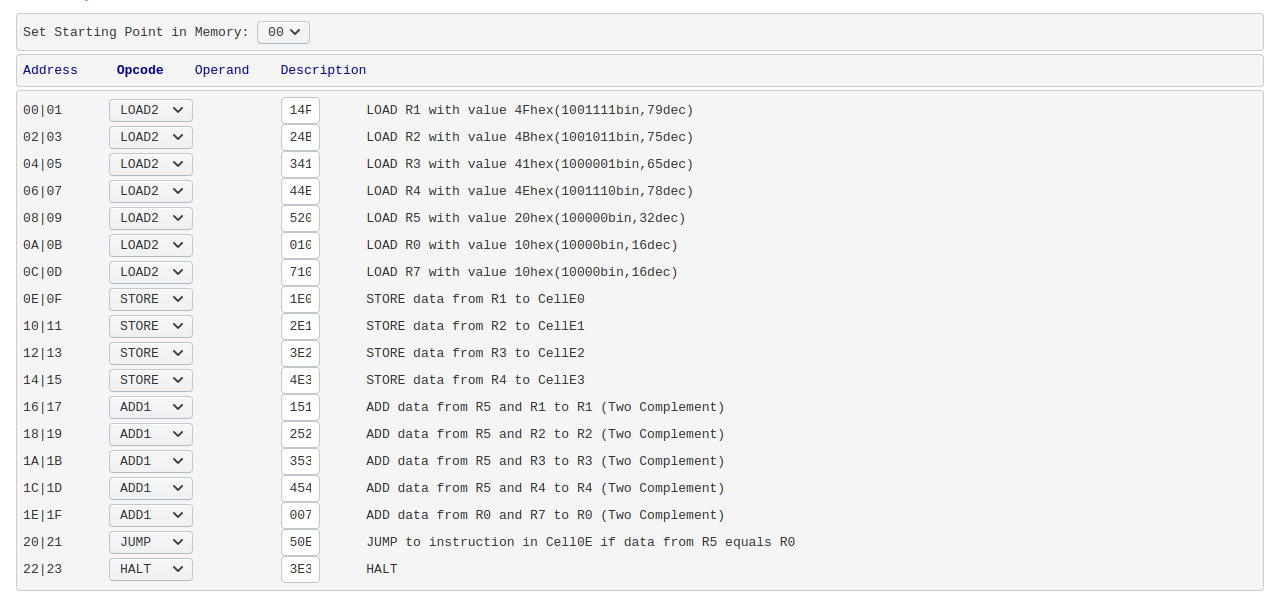 Set Starting Point in Memory: 00
Address Opcode Operand Description
00|01 LOAD2 14F LOAD R1 with value 4Fhex(1001111bin,79dec)
02|03 LOAD2 24B LOAD R2 with value 4Bhex(1001011bin,75dec)
04|05 LOAD2 341 LOAD R3 with value 41hex(1000001bin,65dec)
06|07 LOAD2 44E LOAD R4 with value 4Ehex(1001110bin,78dec)
08|09 LOAD2 520 LOAD R5 with value 20hex(100000bin,32dec)
0A|0B LOAD2 010 LOAD R0 with value 10hex(10000bin,16dec)
0C|0D LOAD2 710 LOAD R7 with value 10hex(10000bin,16dec)
0E|0F STORE 1E0 STORE data from R1 to CellE0
10|11 STORE 2E1 STORE data from R2 to CellE1
12|13 STORE 3E2 STORE data from R3 to CellE2
14|15 STORE 4E3 STORE data from R4 to CellE3
16|17 ADD1 151 ADD data from R5 and R1 to R1 (Two Complement)
18|19 ADD1 252 ADD data from R5 and R2 to R2 (Two Complement)
1A|1B ADD1 353 ADD data from R5 and R3 to R3 (Two Complement)
1C|1D ADD1 454 ADD data from R5 and R4 to R4 (Two Complement)
1E|1F ADD1 007 ADD data from R0 and R7 to R0 (Two Complement)
20|21 JUMP 50E JUMP to instruction in Cell0E if data from R5 equals R0
22|23 HALT 3E3 HALT